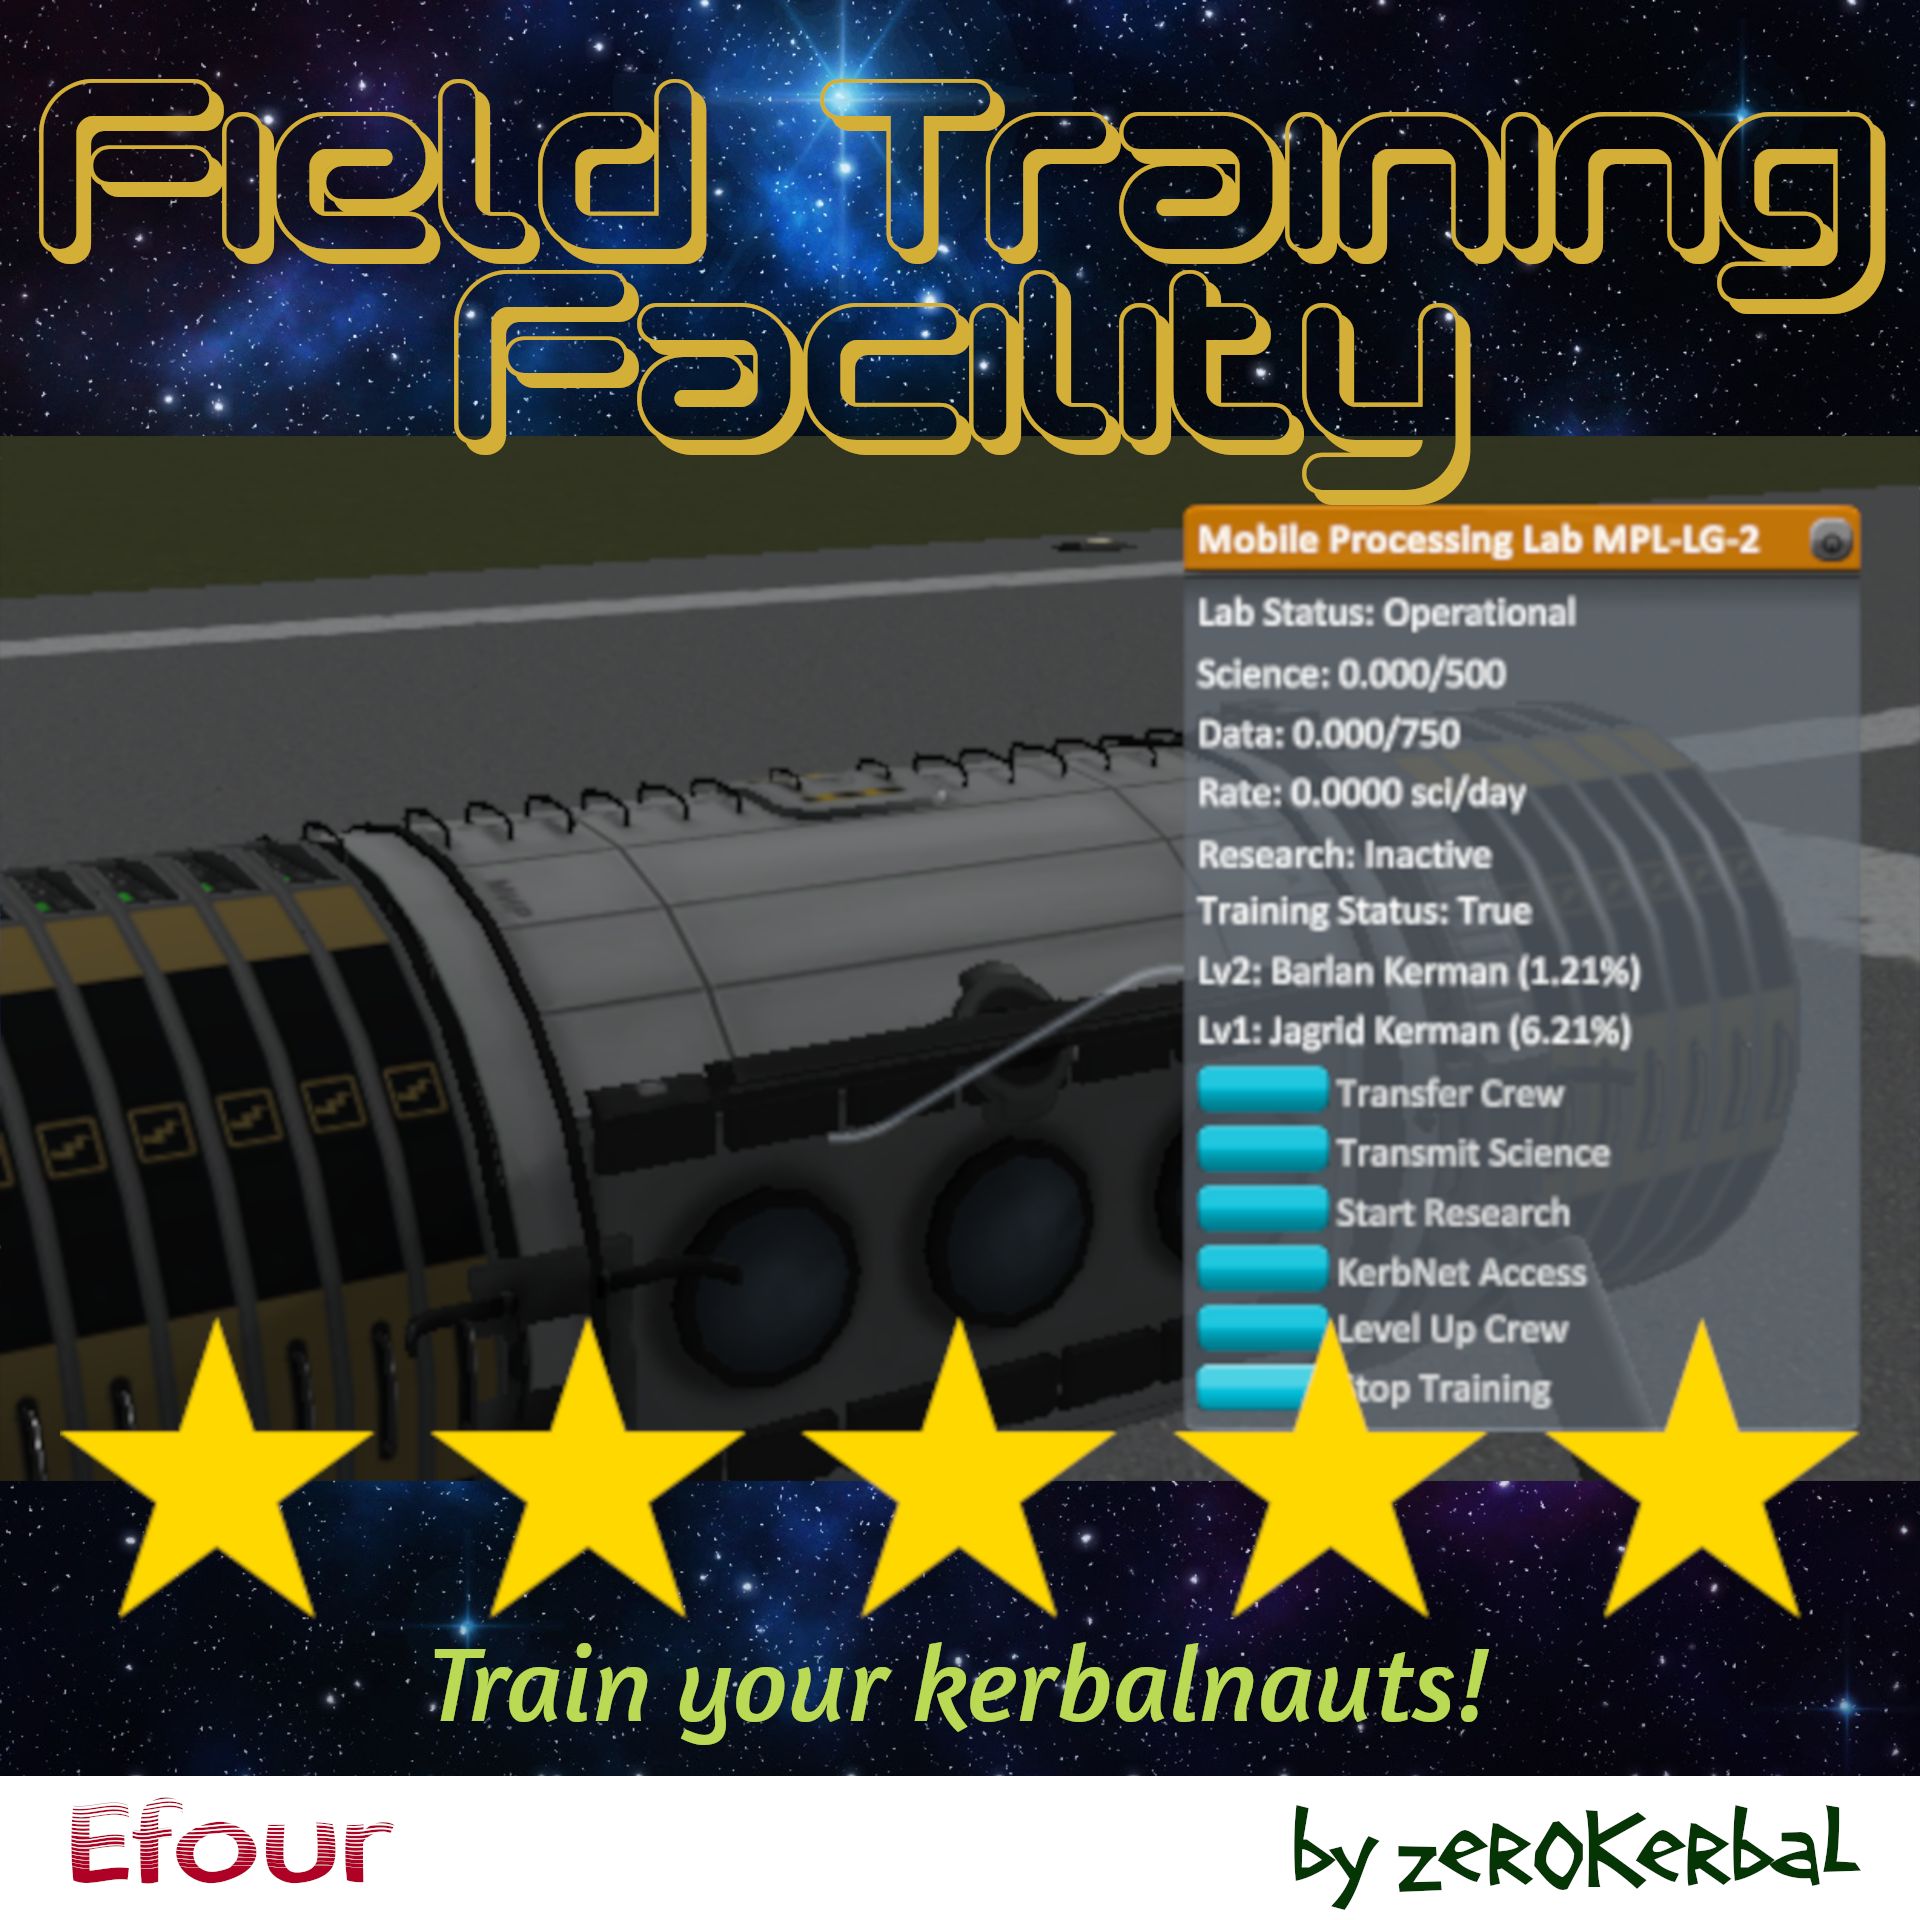 Field Training
Facility
Mobile Processing Lab MPL-LG-2
Lab Status: Operational
Science: 0.000/500
Data: 0.000/750
Rate: 0.0000 sci/day
Research: Inactive
Training Status: True
Lv2: Barlan Kerman (1.21%)
Lv1: Jagrid Kerman (6.21%)
Transfer Crew
Transmit Science
Start Research
KerbNet Access
Level Up Crew
Stop Training
Train your kerbalnauts!
Efour
by zeroKerbal